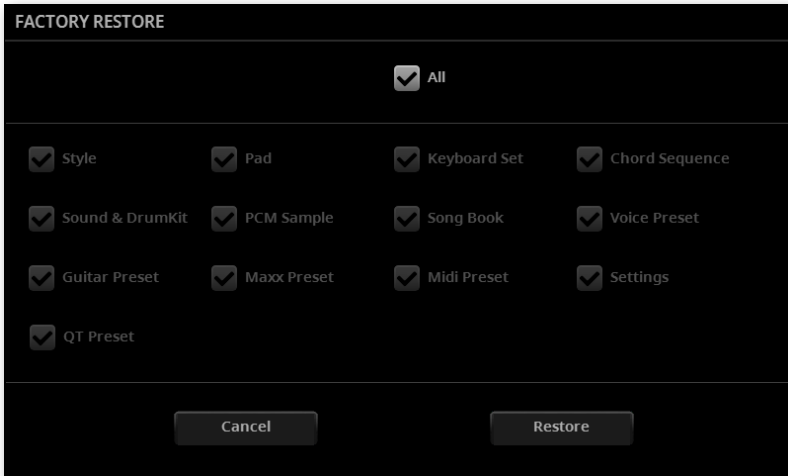 FACTORY RESTORE
All
Style Pad Keyboard Set Chord Sequence
Sound & DrumKit PCM Sample Song Book Voice Preset
Guitar Preset Maxx Preset Midi Preset Settings
QT Preset
Cancel Restore